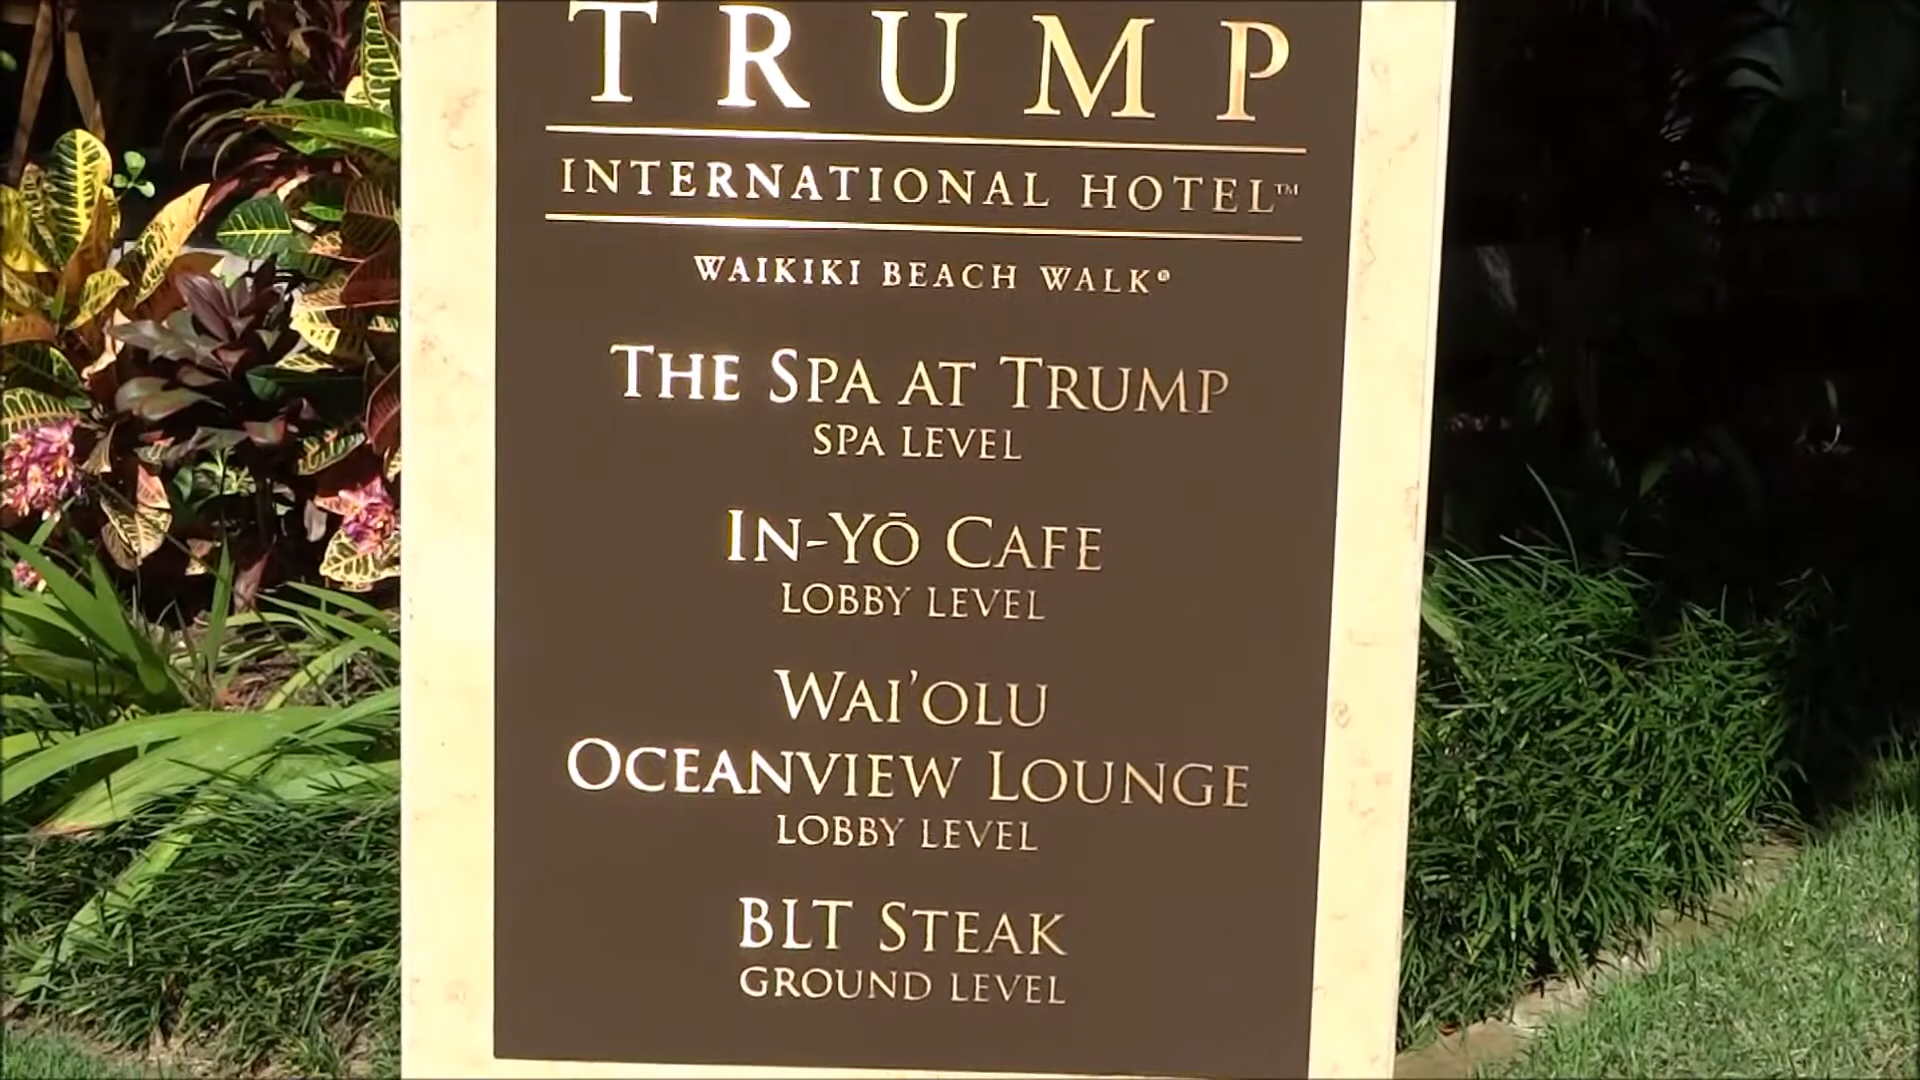 TRUMP
INTERNATIONAL HOTEL™
WAIKIKI BEACH WALK®
THE SPA AT TRUMP
SPA LEVEL
IN-YŌ CAFE
LOBBY LEVEL
WAI'OLU
OCEANVIEW LOUNGE
LOBBY LEVEL
BLT STEAK
GROUND LEVEL